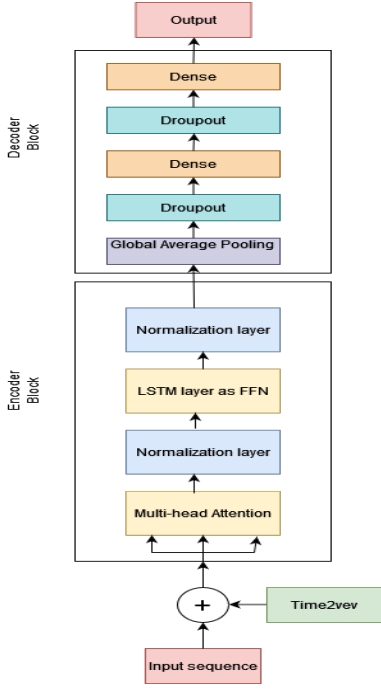 Output
Decoder
Block
Dense
Droupout
Dense
Droupout
Global Average Pooling
Encoder
Block
Normalization layer
LSTM layer as FFN
Normalization layer
Multi-head Attention
+
Time2vev
Input sequence